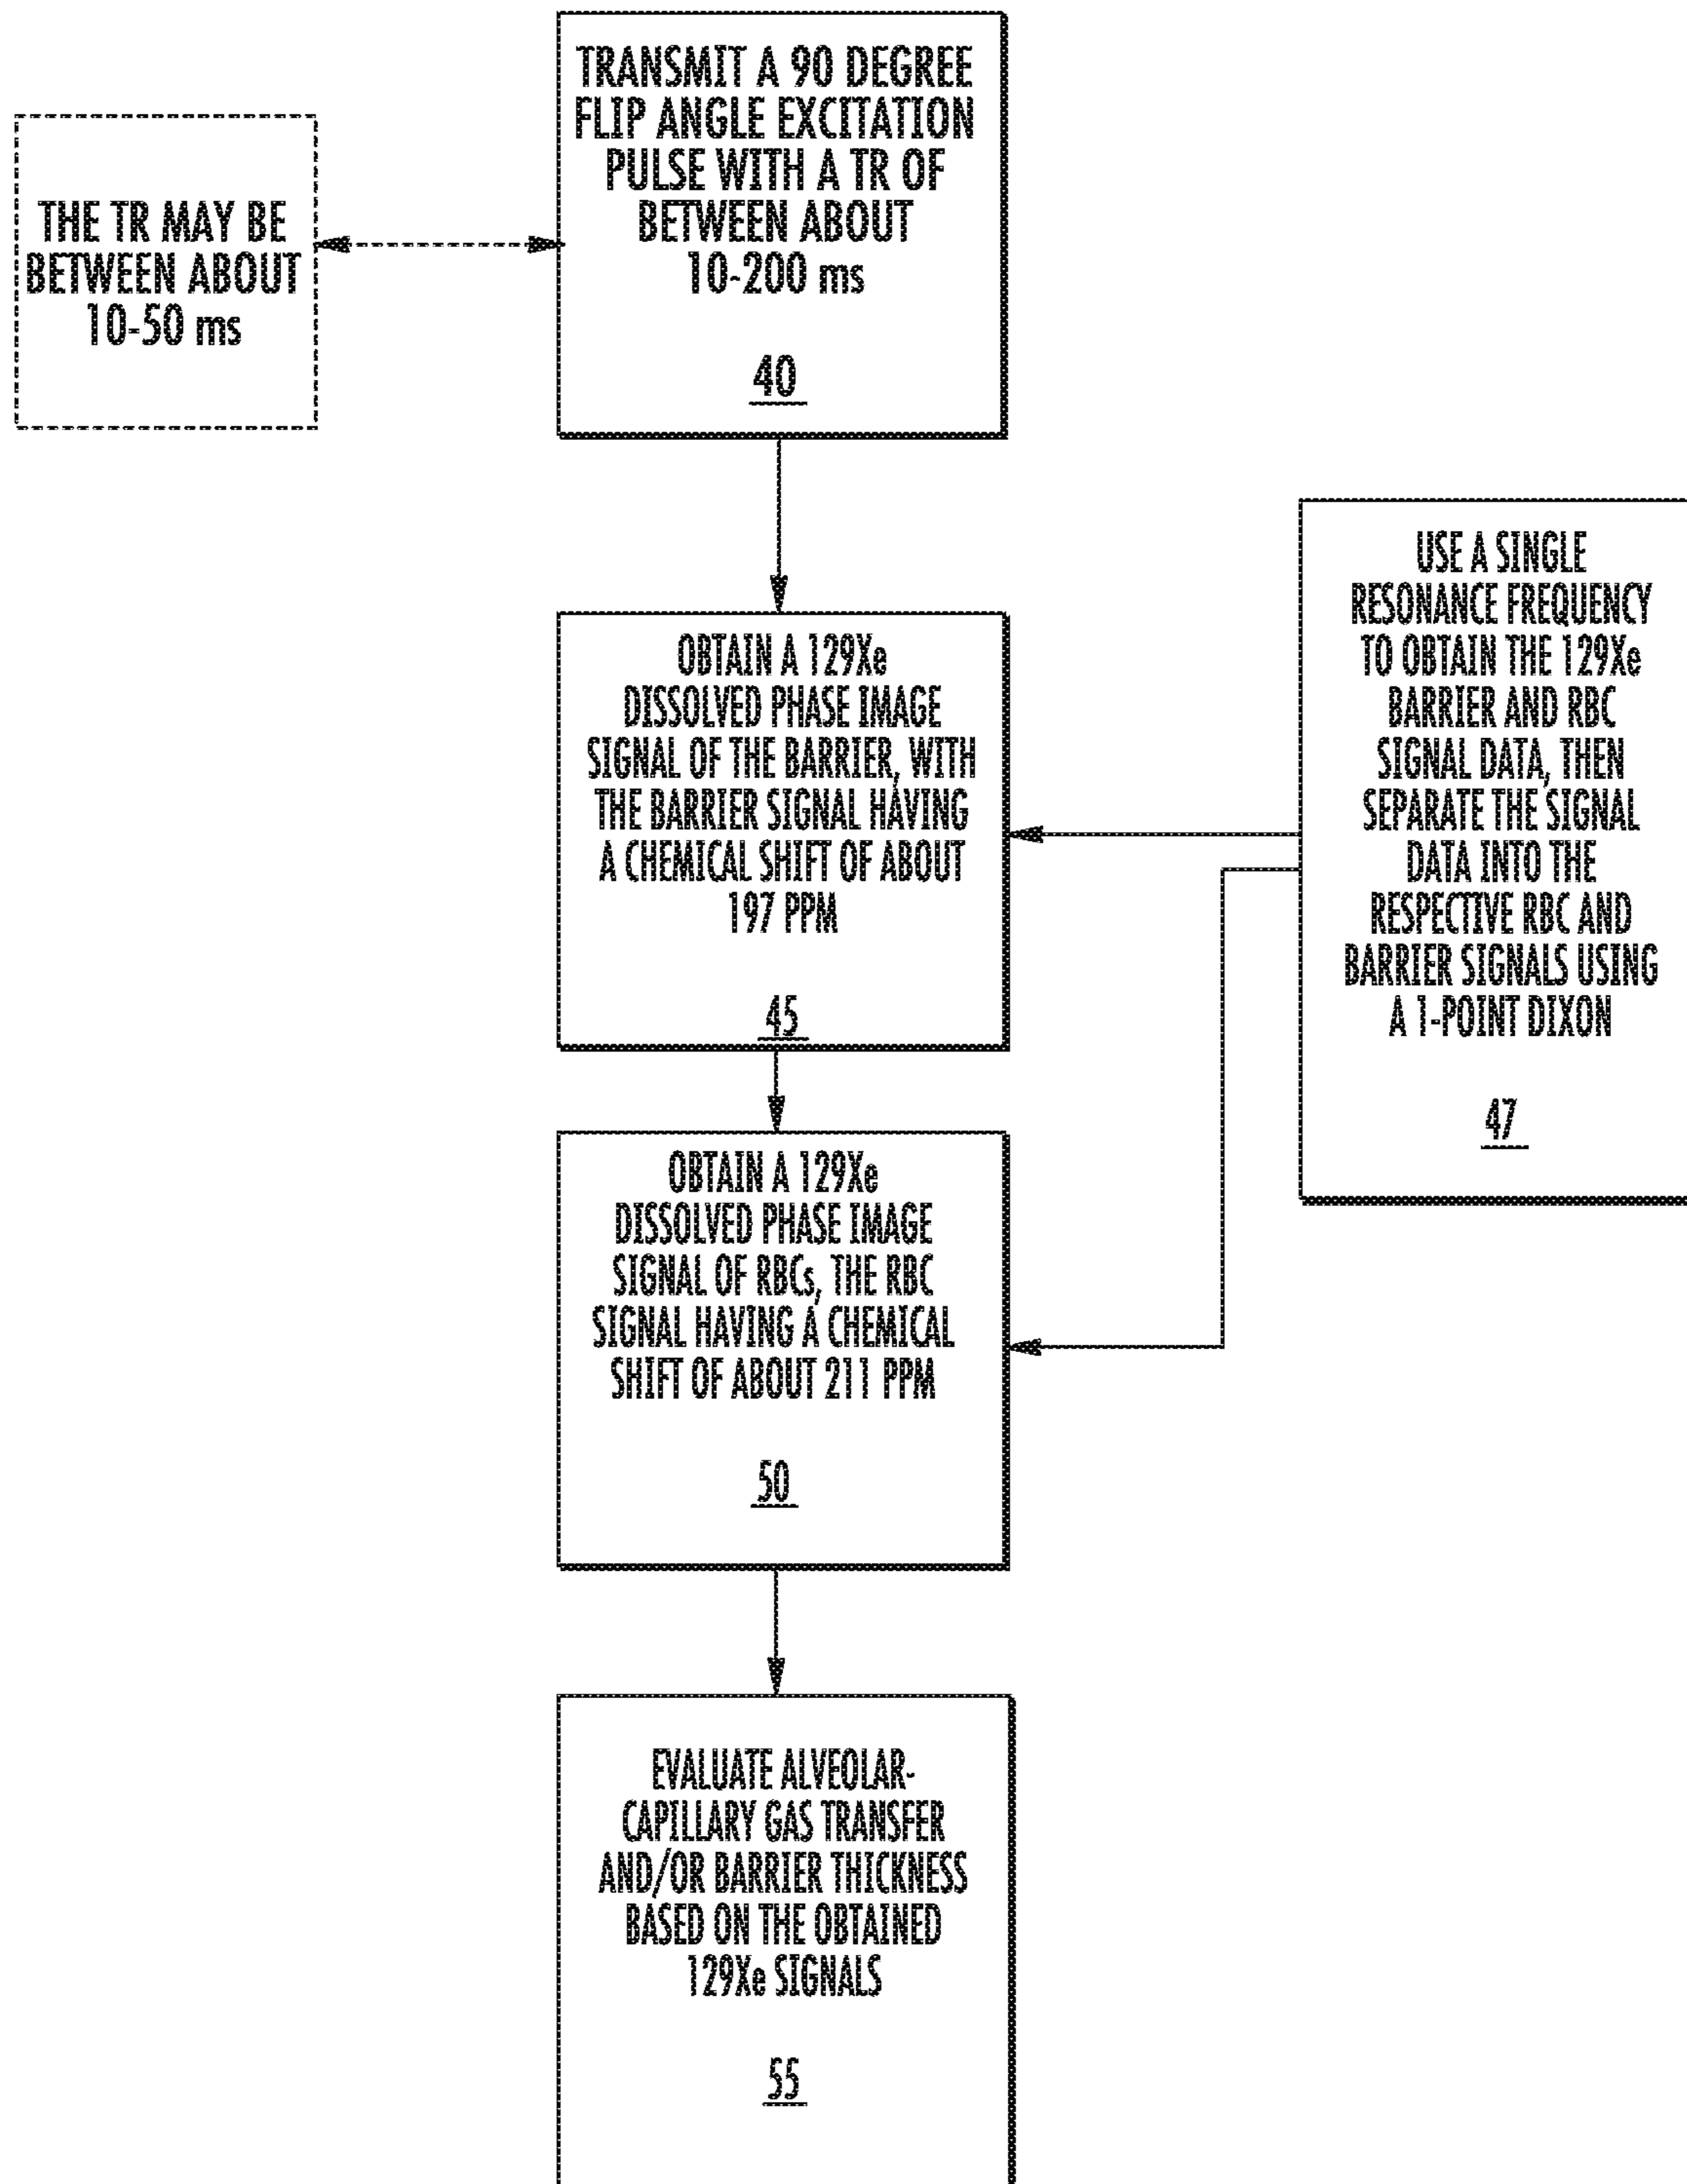 TRANSMIT A 90 DEGREE
FLIP ANGLE EXCITATION
PULSE WITH A TR OF
BETWEEN ABOUT
10-200 ms
40
THE TR MAY BE
BETWEEN ABOUT
10-50 ms
OBTAIN A 129Xe
DISSOLVED PHASE IMAGE
SIGNAL OF THE BARRIER, WITH
THE BARRIER SIGNAL HAVING
A CHEMICAL SHIFT OF ABOUT
197 PPM
45
USE A SINGLE
RESONANCE FREQUENCY
TO OBTAIN THE 129Xe
BARRIER AND RBC
SIGNAL DATA, THEN
SEPARATE THE SIGNAL
DATA INTO THE
RESPECTIVE RBC AND
BARRIER SIGNALS USING
A 1-POINT DIXON
47
OBTAIN A 129Xe
DISSOLVED PHASE IMAGE
SIGNAL OF RBCs, THE RBC
SIGNAL HAVING A CHEMICAL
SHIFT OF ABOUT 211 PPM
50
EVALUATE ALVEOLAR-
CAPILLARY GAS TRANSFER
AND/OR BARRIER THICKNESS
BASED ON THE OBTAINED
129Xe SIGNALS
55